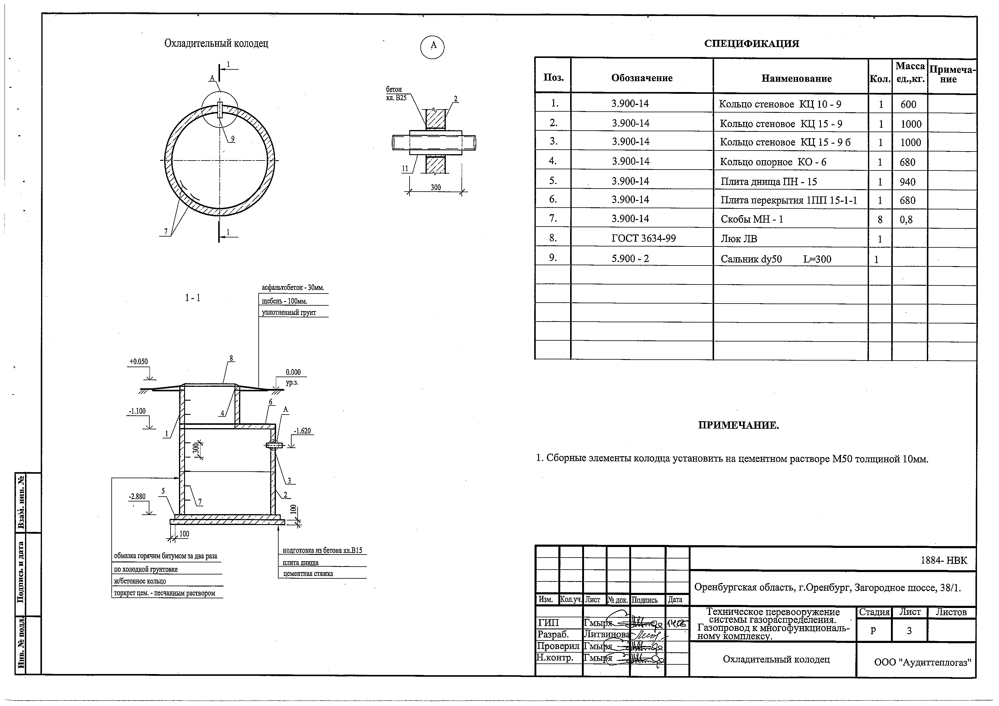 Охладительный колодец
1
А
9
7
1
А
бетон
кл. В25
2
11
300
1 - 1
асфальтобетон - 30мм.
щебень - 100мм.
уплотненный грунт
+0.050
8
0.000
ур.з.
-1.100
6
А
4
1
-1.620
300
3
5
2
-2.880
7
100
100
обмазка горячим битумом за два раза
по холодной грунтовке
ж/бетонное кольцо
торкрет цем. - песчанным раствором
подготовка из бетона кл.В15
плита днища
цементная стяжка
СПЕЦИФИКАЦИЯ
Поз. Обозначение Наименование Кол. Масса ед.,кг. Примеча-ние
1. 3.900-14 Кольцо стеновое КЦ 10 - 9 1 600
2. 3.900-14 Кольцо стеновое КЦ 15 - 9 1 1000
3. 3.900-14 Кольцо стеновое КЦ 15 - 9 б 1 1000
4. 3.900-14 Кольцо опорное КО - 6 1 680
5. 3.900-14 Плита днища ПН - 15 1 940
6. 3.900-14 Плита перекрытия 1ПП 15-1-1 1 680
7. 3.900-14 Скобы МН - 1 8 0,8
8. ГОСТ 3634-99 Люк ЛВ 1
9. 5.900 - 2 Сальник dу50 L=300 1
ПРИМЕЧАНИЕ.
1. Сборные элементы колодца установить на цементном растворе М50 толщиной 10мм.
Взам. инв. №
Подпись и дата
Инв. № подл.
1884- НВК
Оренбургская область, г.Оренбург, Загородное шоссе, 38/1.
Изм. Кол.уч. Лист № док. Подпись Дата
ГИП Гмыря
Разраб. Литвинова
Проверил Гмыря
Н.контр. Гмыря
Техническое перевооружение
системы газораспределения.
Газопровод к многофункциональ-
ному комплексу.
Стадия Лист Листов
р 3
Охладительный колодец
ООО "Аудиттеплогаз"